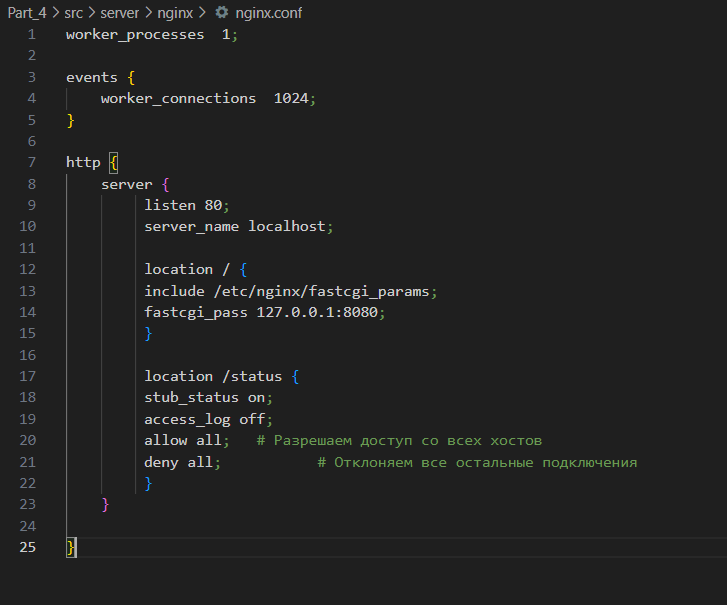 Part_4 > src > server > nginx > nginx.conf
1 worker_processes  1;
2
3 events {
4     worker_connections  1024;
5 }
6
7 http {
8     server {
9          listen 80;
10          server_name localhost;
11
12          location / {
13          include /etc/nginx/fastcgi_params;
14          fastcgi_pass 127.0.0.1:8080;
15          }
16
17          location /status {
18          stub_status on;
19          access_log off;
20          allow all;   # Разрешаем доступ со всех хостов
21          deny all;           # Отклоняем все остальные подключения
22          }
23     }
24
25 }